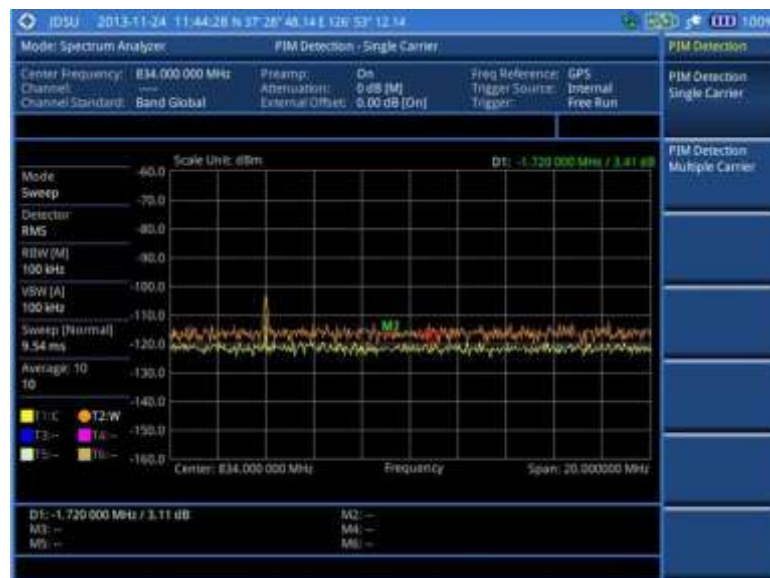 JDSU 2013-11-24 11:44:28 N 37° 28' 48.14 E 126° 53" 12.14 100%
Mode: Spectrum Analyzer PIM Detection - Single Carrier
PIM Detection
Center Frequency: 834.000 000 MHz Preamp: On Freq Reference: GPS
Channel: ---- Attenuation: 0 dB [M] Trigger Source: Internal
Channel Standard: Band Global External Offset: 0.00 dB [On] Trigger: Free Run
PIM Detection
Single Carrier
PIM Detection
Multiple Carrier
Scale Unit: dBm D1: -1.720 000 MHz / 3.41 dB
Mode
Sweep
Detector
RMS
RBW [M]
100 kHz
VBW [A]
100 kHz
Sweep [Normal]
9.54 ms
Average: 10
10
T1:C T2:W
T3:-- T4:--
T5:-- T6:--
-60.0
-70.0
-80.0
-90.0
-100.0
-110.0
-120.0
-130.0
-140.0
-150.0
-160.0
Center: 834.000 000 MHz Frequency Span: 20.000000 MHz
D1: -1.720 000 MHz / 3.11 dB M2: --
M3: -- M4: --
M5: -- M6: --